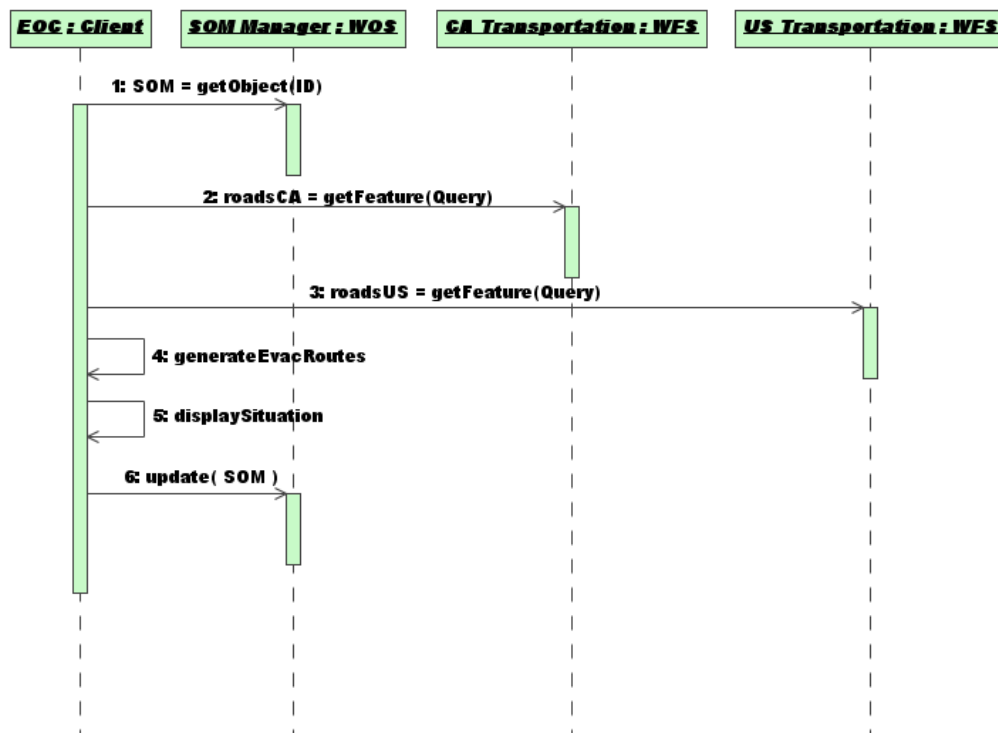 EOC : Client
SOM Manager : WOS
CA Transportation : WFS
US Transportation : WFS
1: SOM = getObject(ID)
2: roadsCA = getFeature(Query)
3: roadsUS = getFeature(Query)
4: generateEvacRoutes
5: displaySituation
6: update( SOM )